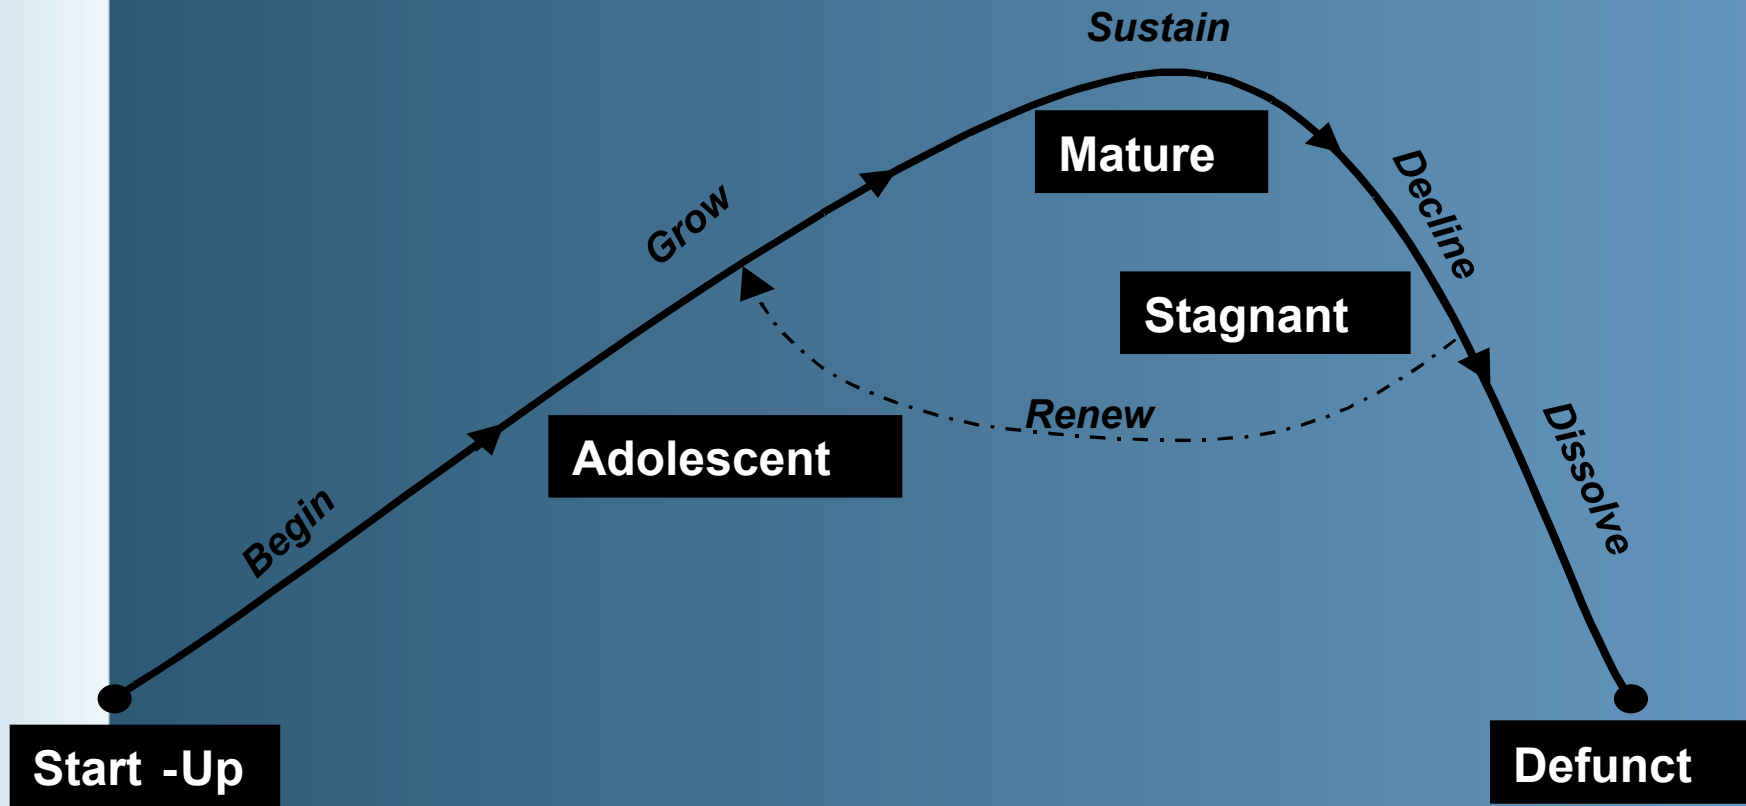 Sustain
Mature
Decline
Grow
Stagnant
Renew
Adolescent
Dissolve
Begin
Start -Up
Defunct